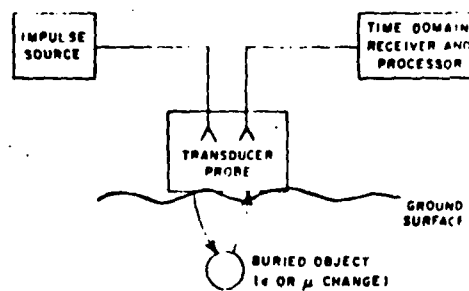 IMPULSE
SOURCE
TIME DOMAIN
RECEIVER AND
PROCESSOR
TRANSDUCER
PROBE
GROUND
SURFACE
BURIED OBJECT
(ε OR μ CHANGE)